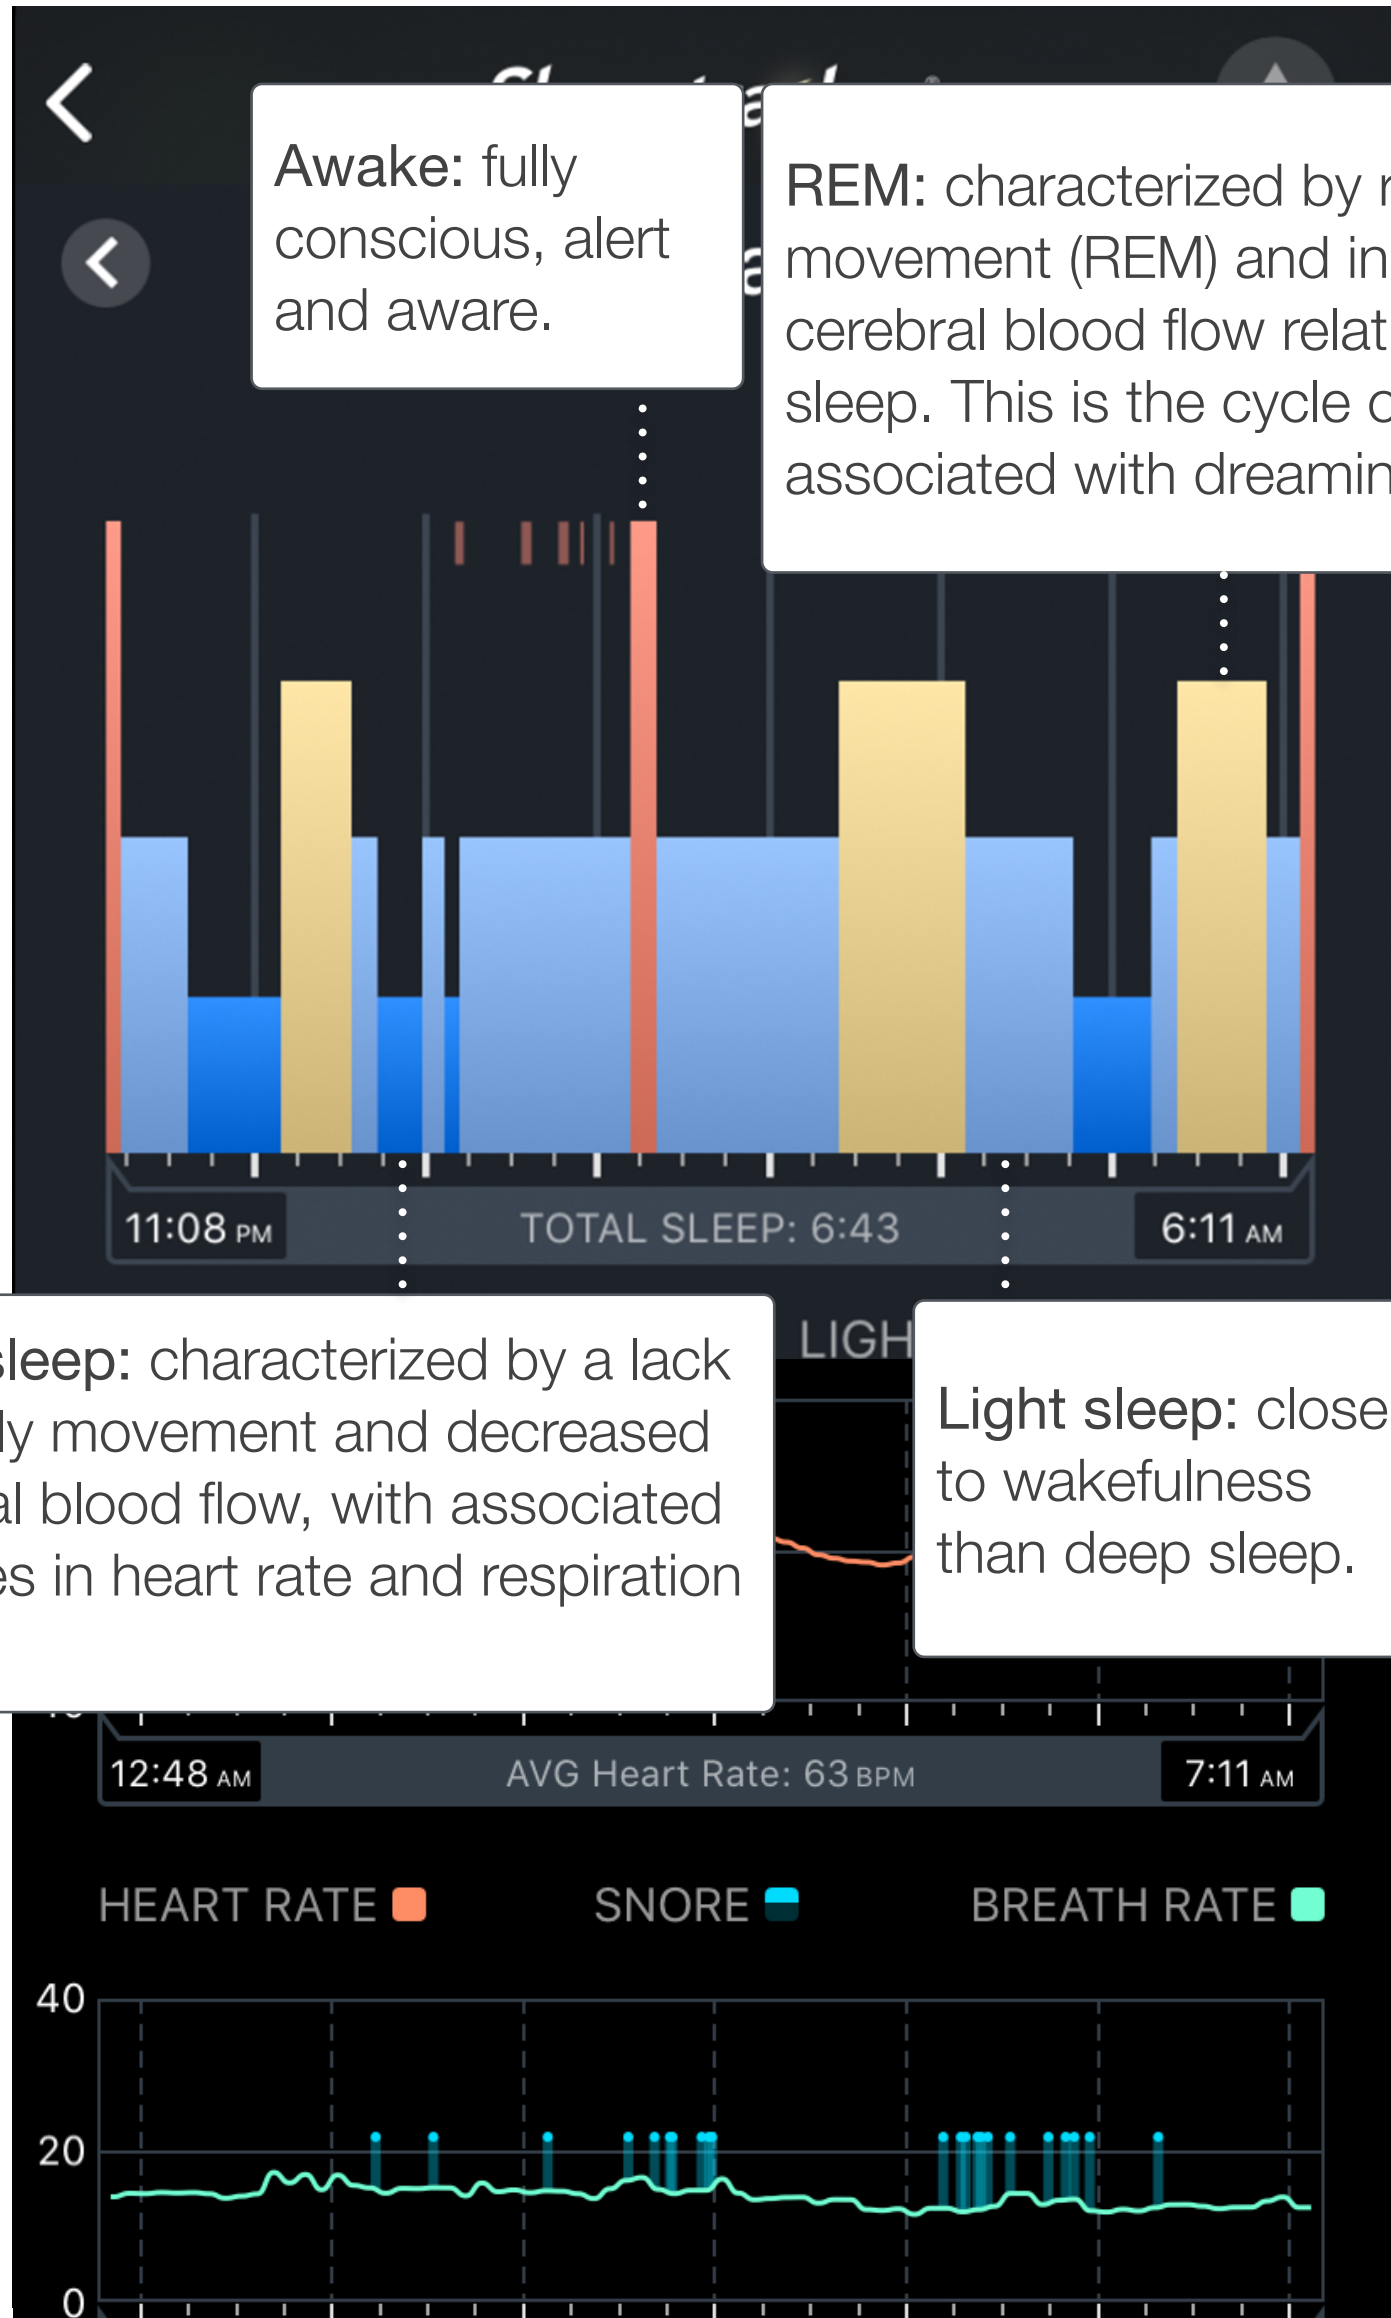 Awake: fully
conscious, alert
and aware.
REM: characterized by
movement (REM) and in
cerebral blood flow relat
sleep. This is the cycle
associated with dreamin
11:08 PM
TOTAL SLEEP: 6:43
6:11 AM
LIGH
sleep: characterized by a lack
ly movement and decreased
al blood flow, with associated
es in heart rate and respiration
Light sleep: close
to wakefulness
than deep sleep.
12:48 AM
AVG Heart Rate: 63 BPM
7:11 AM
HEART RATE
SNORE
BREATH RATE
40
20
0